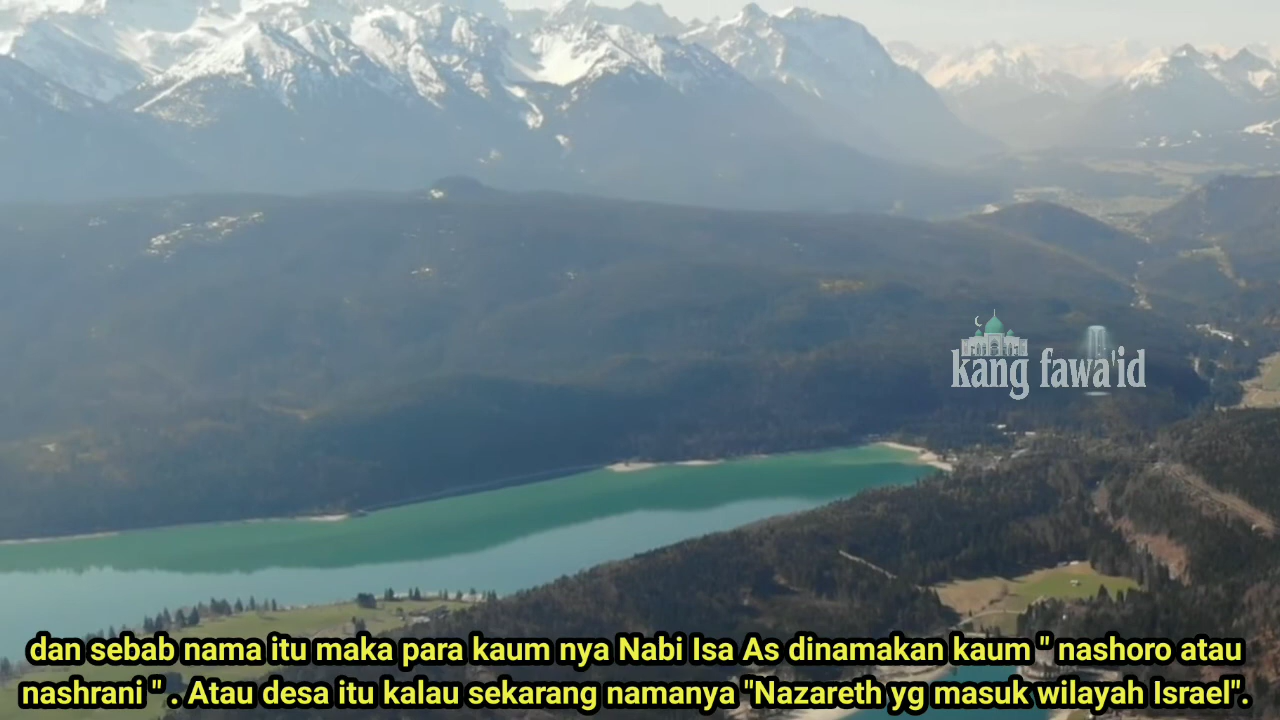 kang fawa'id
dan sebab nama itu maka para kaum nya Nabi Isa As dinamakan kaum " nashoro atau
nashrani " . Atau desa itu kalau sekarang namanya "Nazareth yg masuk wilayah Israel".